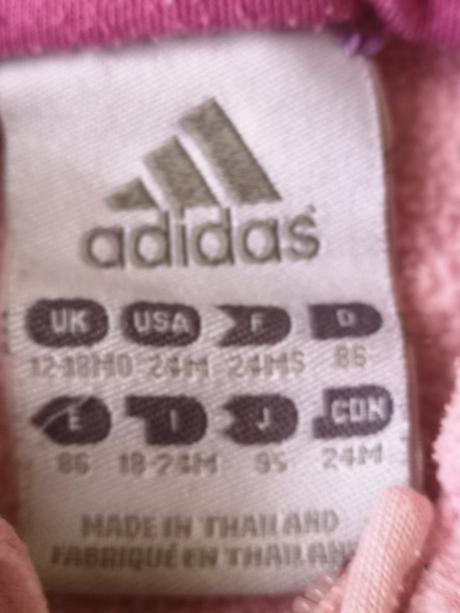 adidas
UK USA F D
12-18MO 24M 24MS 86
E I J CDN
86 18-24M 95 24M
MADE IN THAILAND
FABRIQUÉ EN THAILAN